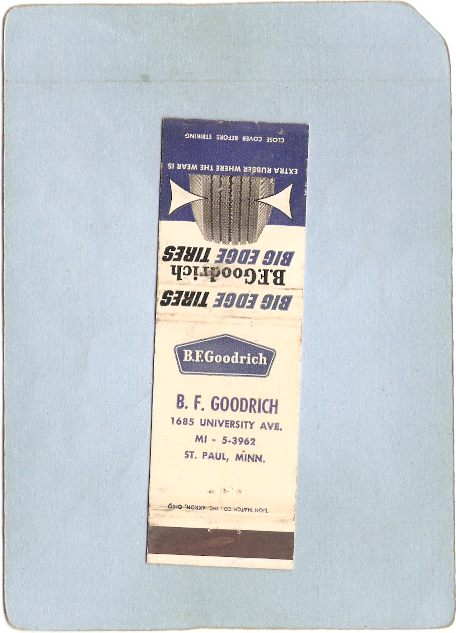 CLOSE COVER BEFORE STRIKING
EXTRA RUBBER WHERE THE WEAR IS
BIG EDGE TIRES
B.F.Goodrich
BIG EDGE TIRES
B.F.Goodrich
B. F. GOODRICH
1685 UNIVERSITY AVE.
MI - 5-3962
ST. PAUL, MINN.
LION MATCH CO., INC. AKRON, OHIO